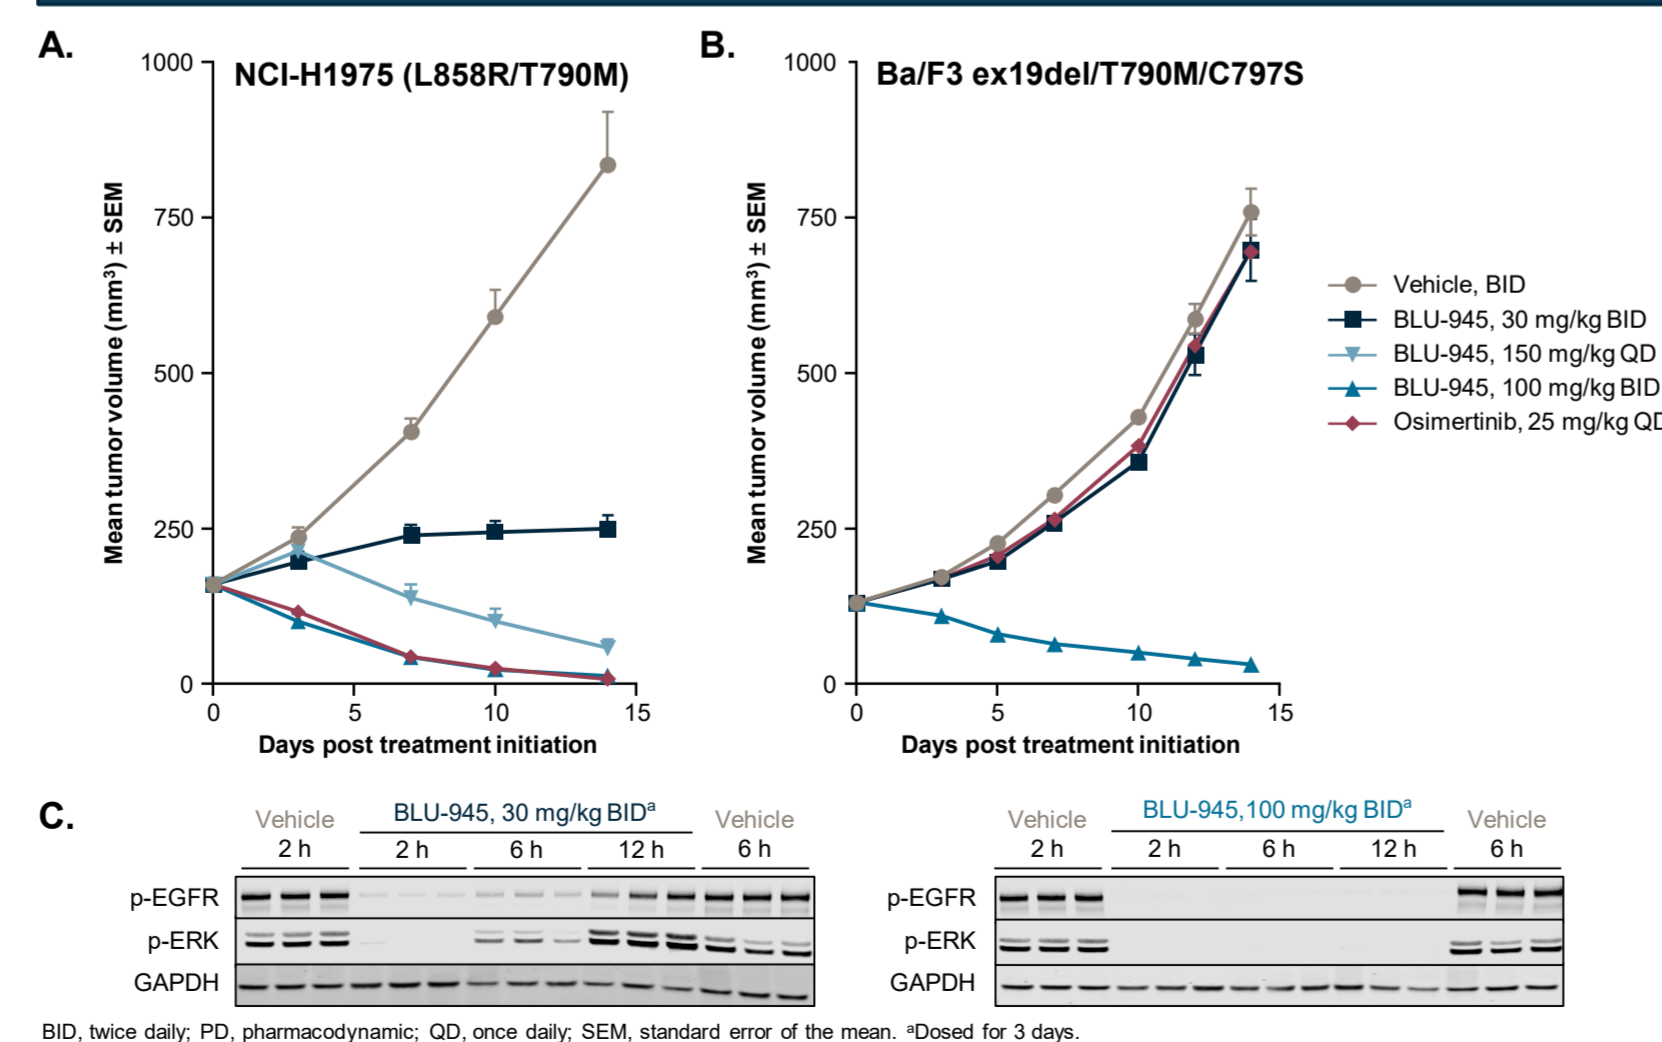 A.
NCI-H1975 (L858R/T790M)
Mean tumor volume (mm³) ± SEM
1000
750
500
250
0
0 5 10 15
Days post treatment initiation
B.
Ba/F3 ex19del/T790M/C797S
Mean tumor volume (mm³) ± SEM
1000
750
500
250
0
0 5 10 15
Days post treatment initiation
Vehicle, BID
BLU-945, 30 mg/kg BID
BLU-945, 150 mg/kg QD
BLU-945, 100 mg/kg BID
Osimertinib, 25 mg/kg QD
C.
Vehicle BLU-945, 30 mg/kg BIDᵃ Vehicle
2 h 2 h 6 h 12 h 6 h
p-EGFR
p-ERK
GAPDH
Vehicle BLU-945,100 mg/kg BIDᵃ Vehicle
2 h 2 h 6 h 12 h 6 h
p-EGFR
p-ERK
GAPDH
BID, twice daily; PD, pharmacodynamic; QD, once daily; SEM, standard error of the mean. ᵃDosed for 3 days.